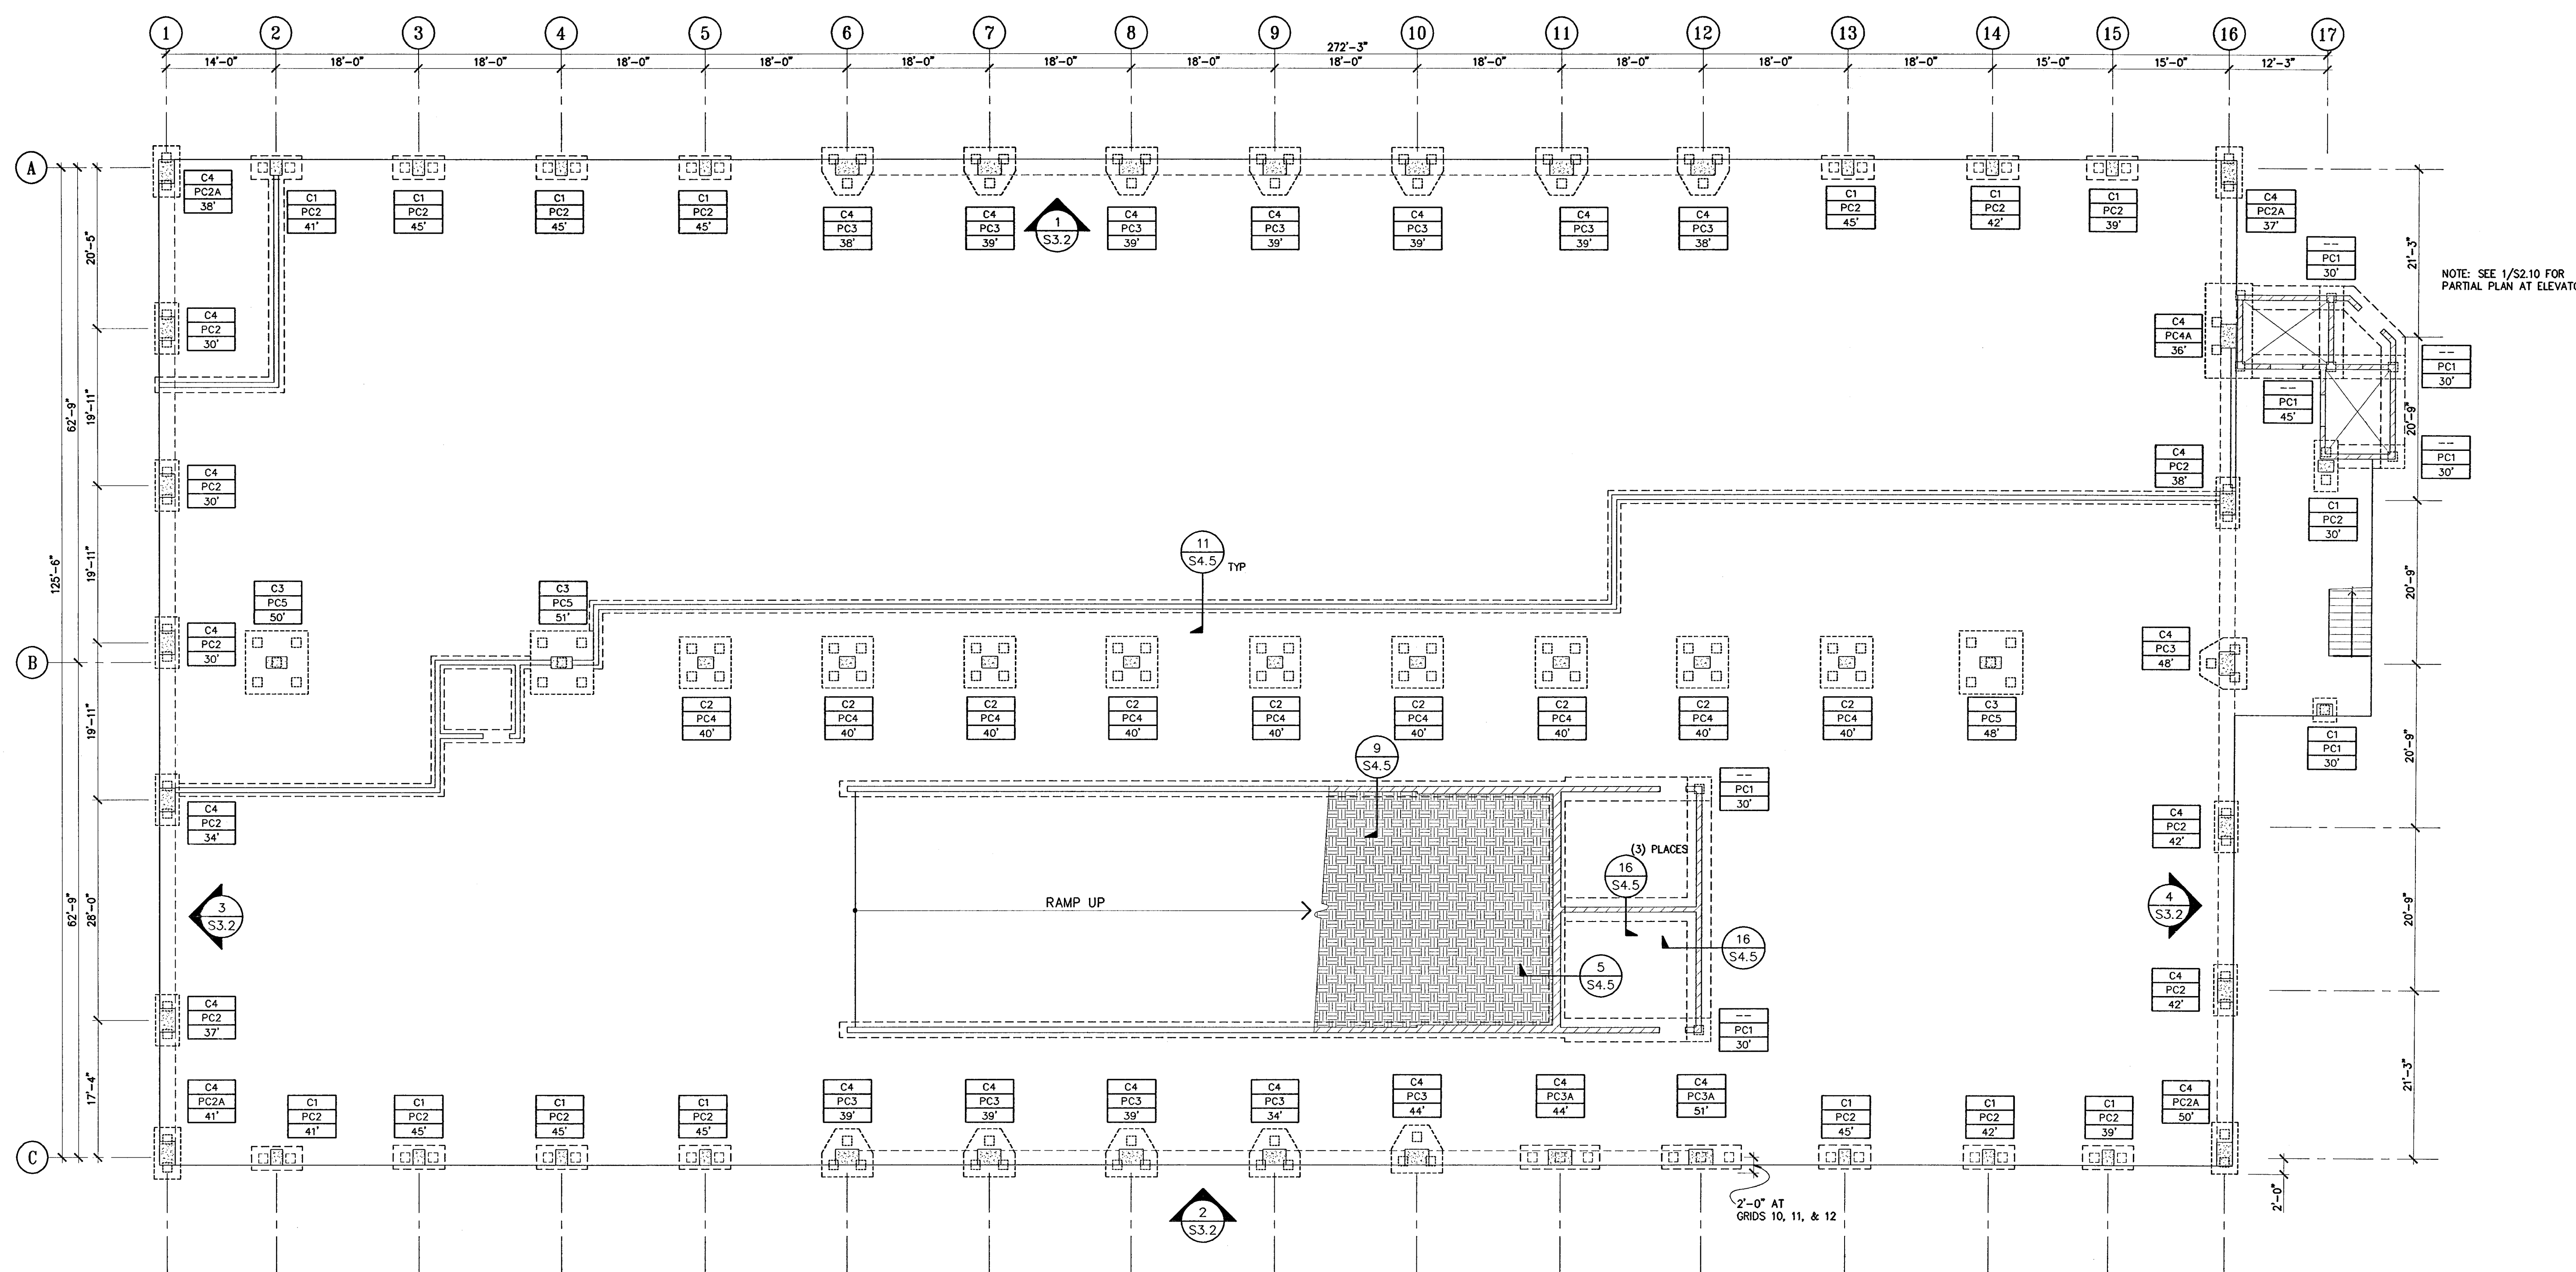 1 2 3 4 5 6 7 8 9 10 11 12 13 14 15 16 17
272'-3"
14'-0" 18'-0" 18'-0" 18'-0" 18'-0" 18'-0" 18'-0" 18'-0" 18'-0" 18'-0" 18'-0" 18'-0" 18'-0" 15'-0" 15'-0" 12'-3"
A
C4
PC2A
38'
C1
PC2
41'
C1
PC2
45'
C1
PC2
45'
C1
PC2
45'
C4
PC3
38'
C4
PC3
39'
1
S3.2
C4
PC3
39'
C4
PC3
39'
C4
PC3
39'
C4
PC3
39'
C4
PC3
38'
C1
PC2
45'
C1
PC2
42'
C1
PC2
39'
C4
PC2A
37'
--
PC1
30'
NOTE: SEE 1/S2.10 FOR
PARTIAL PLAN AT ELEVATO
125'-6"
62'-9"
62'-9"
20'-5"
19'-11"
19'-11"
19'-11"
28'-0"
17'-4"
21'-3"
20'-9"
20'-9"
20'-9"
20'-9"
21'-3"
C4
PC2
30'
C4
PC4A
36'
--
PC1
30'
--
PC1
45'
C4
PC2
30'
C4
PC2
38'
--
PC1
30'
C1
PC2
30'
11
S4.5
TYP
C3
PC5
50'
C3
PC5
51'
C4
PC2
30'
B
C4
PC3
48'
C2
PC4
40'
C2
PC4
40'
C2
PC4
40'
C2
PC4
40'
C2
PC4
40'
C2
PC4
40'
C2
PC4
40'
C2
PC4
40'
C2
PC4
40'
C3
PC5
48'
C1
PC1
30'
9
S4.5
--
PC1
30'
C4
PC2
34'
C4
PC2
42'
(3) PLACES
16
S4.5
RAMP UP
3
S3.2
4
S3.2
16
S4.5
5
S4.5
C4
PC2
37'
C4
PC2
42'
--
PC1
30'
C4
PC2A
41'
C1
PC2
41'
C1
PC2
45'
C1
PC2
45'
C1
PC2
45'
C4
PC3
39'
C4
PC3
39'
C4
PC3
39'
C4
PC3
34'
C4
PC3
44'
C4
PC3A
44'
C4
PC3A
51'
C1
PC2
45'
C1
PC2
42'
C1
PC2
39'
C4
PC2A
50'
C
2
S3.2
2'-0" AT
GRIDS 10, 11, & 12
2'-0"